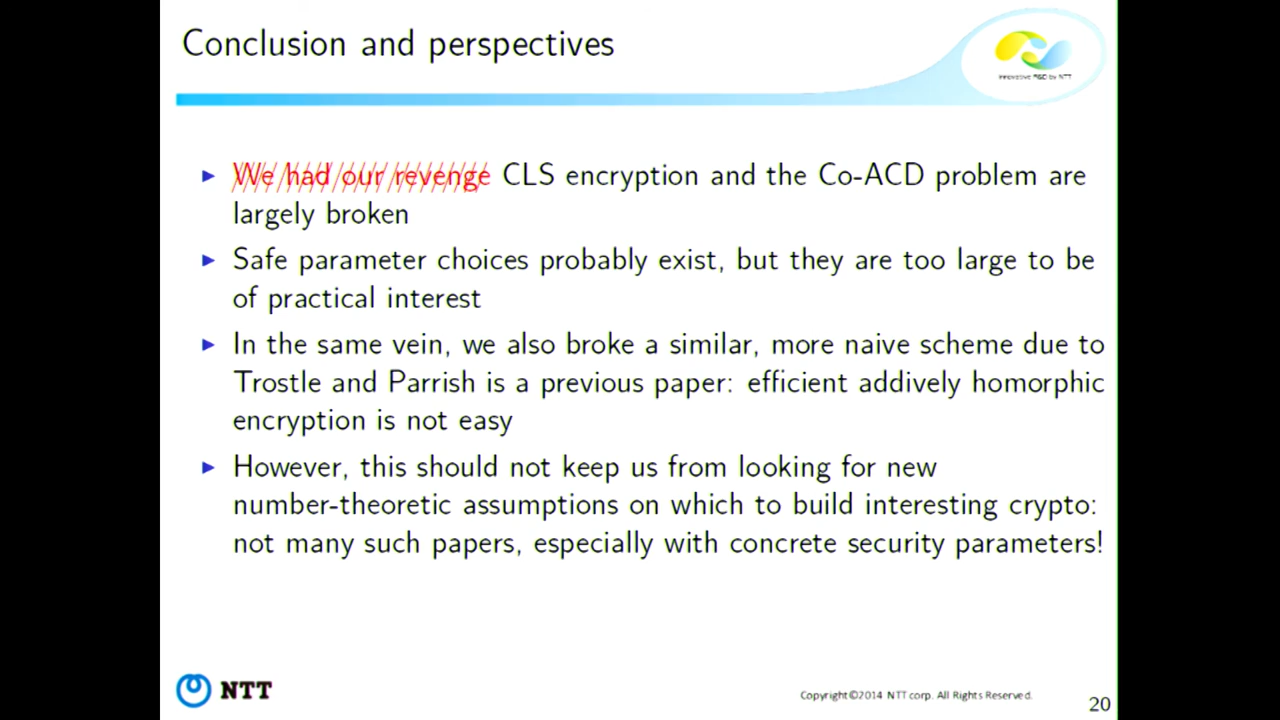 Conclusion and perspectives
Innovative R&D by NTT
We had our revenge CLS encryption and the Co-ACD problem are
largely broken
Safe parameter choices probably exist, but they are too large to be
of practical interest
In the same vein, we also broke a similar, more naive scheme due to
Trostle and Parrish is a previous paper: efficient addively homorphic
encryption is not easy
However, this should not keep us from looking for new
number-theoretic assumptions on which to build interesting crypto:
not many such papers, especially with concrete security parameters!
NTT
Copyright©2014 NTT corp. All Rights Reserved.
20